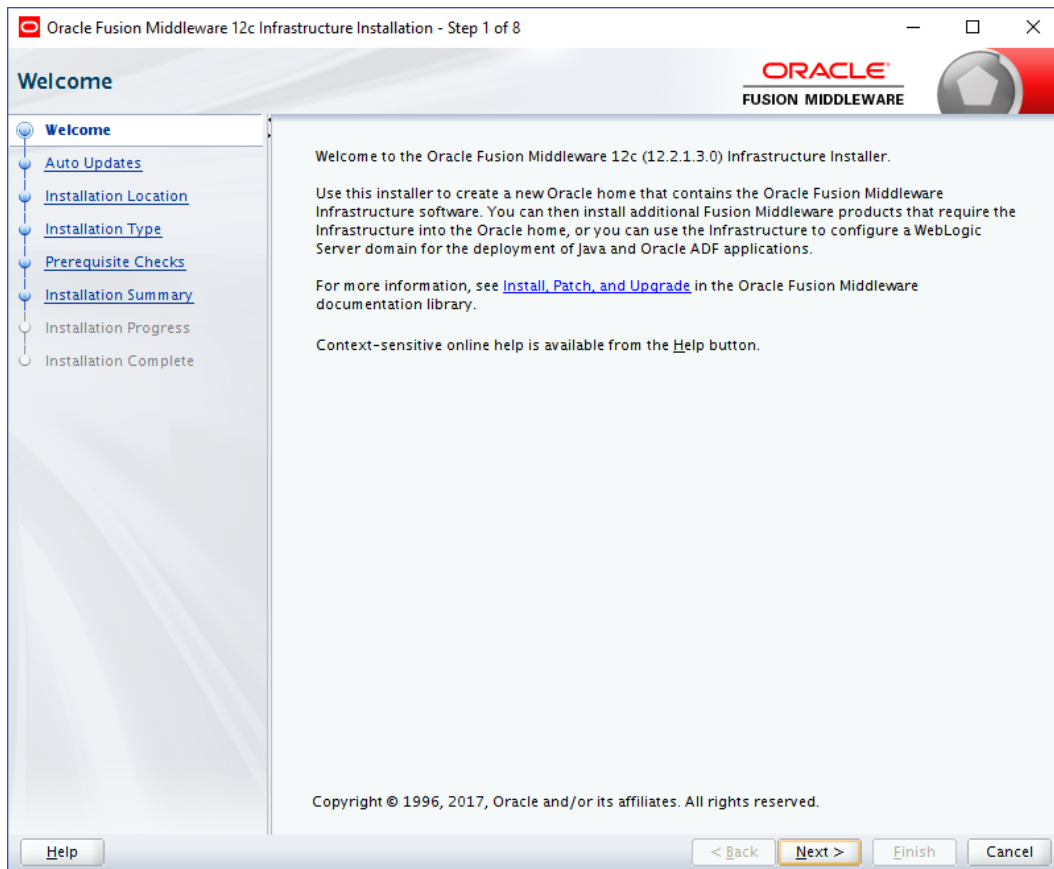 Oracle Fusion Middleware 12c Infrastructure Installation - Step 1 of 8
Welcome
ORACLE®
FUSION MIDDLEWARE
Welcome
Auto Updates
Installation Location
Installation Type
Prerequisite Checks
Installation Summary
Installation Progress
Installation Complete
Welcome to the Oracle Fusion Middleware 12c (12.2.1.3.0) Infrastructure Installer.
Use this installer to create a new Oracle home that contains the Oracle Fusion Middleware
Infrastructure software. You can then install additional Fusion Middleware products that require the
Infrastructure into the Oracle home, or you can use the Infrastructure to configure a WebLogic
Server domain for the deployment of Java and Oracle ADF applications.
For more information, see Install, Patch, and Upgrade in the Oracle Fusion Middleware
documentation library.
Context-sensitive online help is available from the Help button.
Copyright © 1996, 2017, Oracle and/or its affiliates. All rights reserved.
Help
< Back
Next >
Finish
Cancel